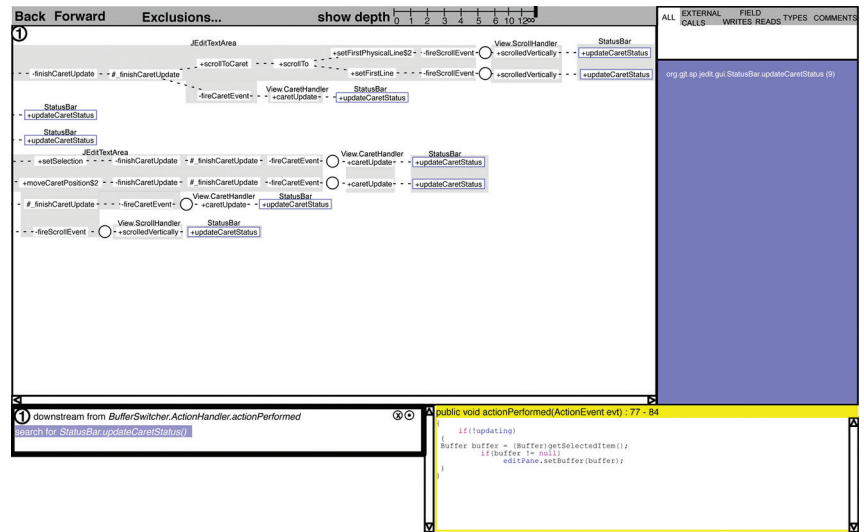 Back Forward Exclusions... show depth 0 1 2 3 4 5 6 10 12 ∞
ALL EXTERNAL CALLS FIELD WRITES READS TYPES COMMENTS
1
JEditTextArea
View.ScrollHandler StatusBar
+setFirstPhysicalLine$2 -fireScrollEvent +scrolledVertically +updateCaretStatus
+scrollToCaret +scrollTo
-finishCaretUpdate #_finishCaretUpdate +setFirstLine -fireScrollEvent +scrolledVertically +updateCaretStatus
View.CaretHandler StatusBar
-fireCaretEvent +caretUpdate +updateCaretStatus
StatusBar
+updateCaretStatus
StatusBar
+updateCaretStatus
JEditTextArea View.CaretHandler StatusBar
+setSelection -finishCaretUpdate #_finishCaretUpdate -fireCaretEvent +caretUpdate +updateCaretStatus
+moveCaretPosition$2 -finishCaretUpdate #_finishCaretUpdate -fireCaretEvent +caretUpdate +updateCaretStatus
View.CaretHandler StatusBar
#_finishCaretUpdate -fireCaretEvent +caretUpdate +updateCaretStatus
View.ScrollHandler StatusBar
-fireScrollEvent +scrolledVertically +updateCaretStatus
org.gjt.sp.jedit.gui.StatusBar.updateCaretStatus (9)
1 downstream from BufferSwitcher.ActionHandler.actionPerformed
search for StatusBar.updateCaretStatus()
public void actionPerformed(ActionEvent evt) : 77 - 84
{
if(!updating)
{
Buffer buffer = (Buffer)getSelectedItem();
if(buffer != null)
editPane.setBuffer(buffer);
}
}